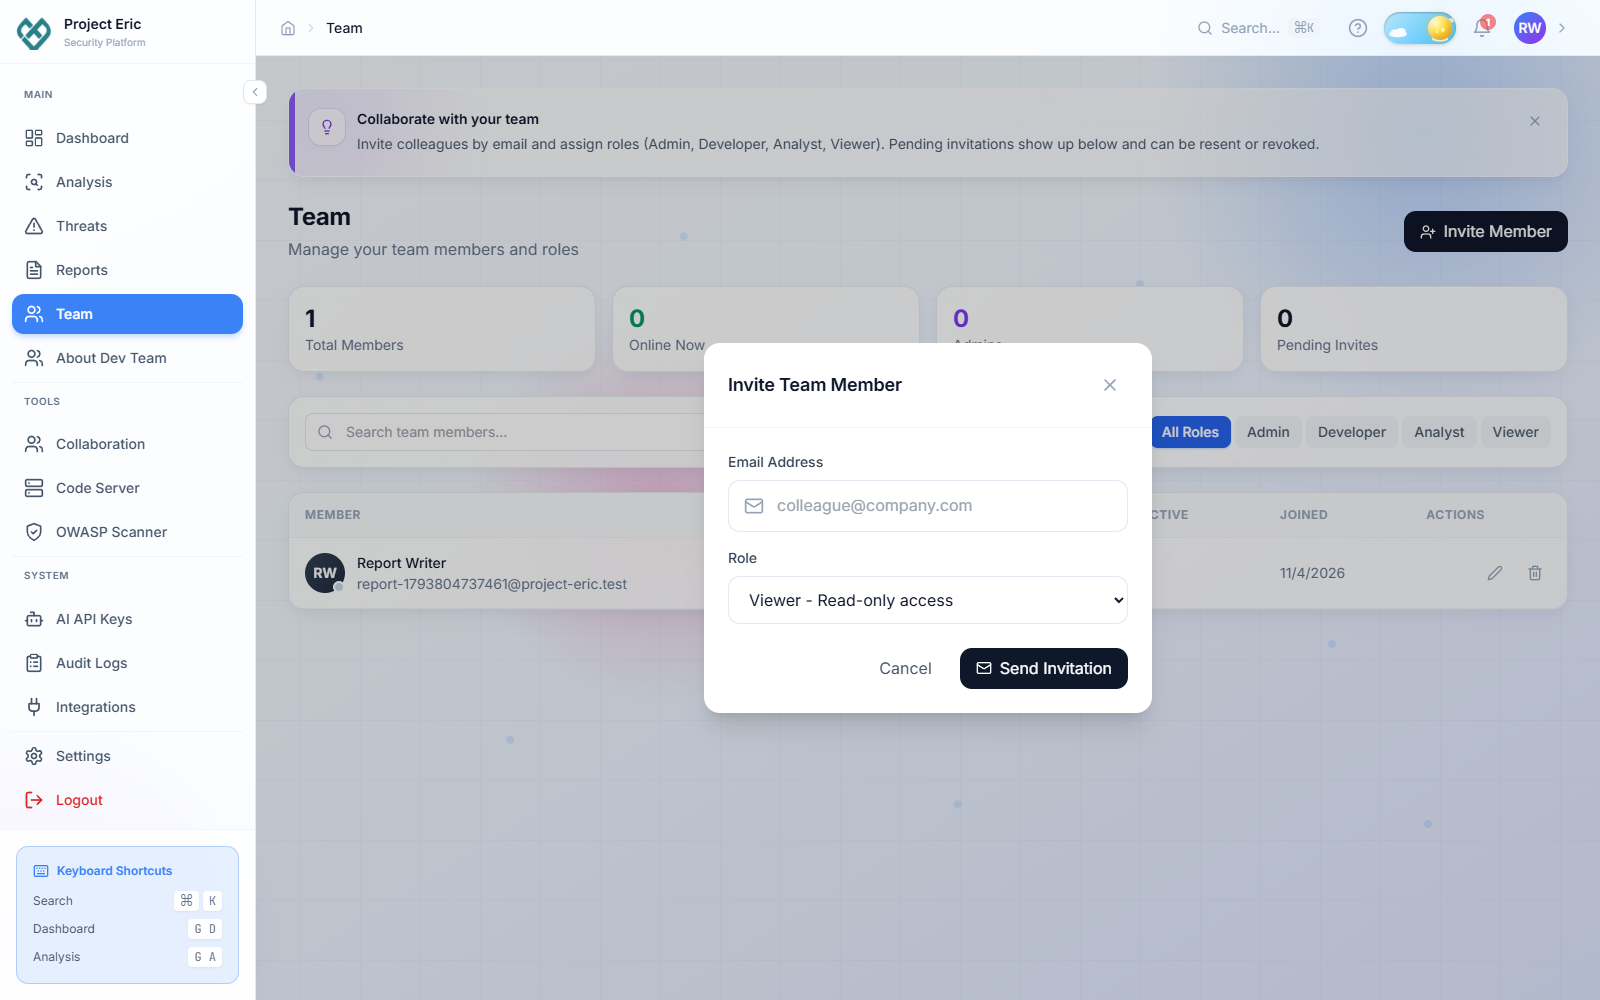 Project Eric
Security Platform
MAIN
Dashboard
Analysis
Threats
Reports
Team
About Dev Team
TOOLS
Collaboration
Code Server
OWASP Scanner
SYSTEM
AI API Keys
Audit Logs
Integrations
Settings
Logout
Keyboard Shortcuts
Search ⌘ K
Dashboard G D
Analysis G A
Team
Search... ⌘K
1
RW
Collaborate with your team
Invite colleagues by email and assign roles (Admin, Developer, Analyst, Viewer). Pending invitations show up below and can be resent or revoked.
Team
Manage your team members and roles
Invite Member
1
Total Members
0
Online Now
0
Admins
0
Pending Invites
Search team members...
All Roles Admin Developer Analyst Viewer
MEMBER CTIVE JOINED ACTIONS
RW
Report Writer
report-1793804737461@project-eric.test
11/4/2026
Invite Team Member
Email Address
colleague@company.com
Role
Viewer - Read-only access
Cancel
Send Invitation